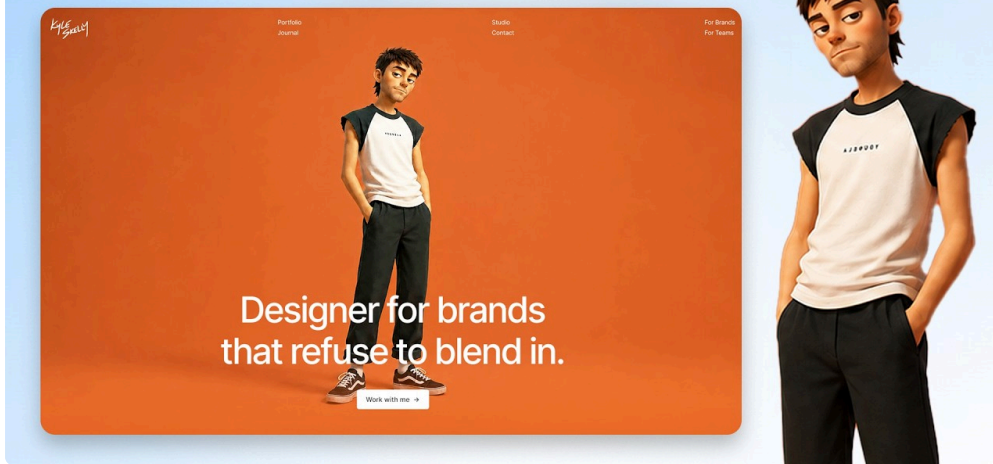 KYLE SKELLY
Portfolio
Journal
Studio
Contact
For Brands
For Teams
Designer for brands
that refuse to blend in.
Work with me →